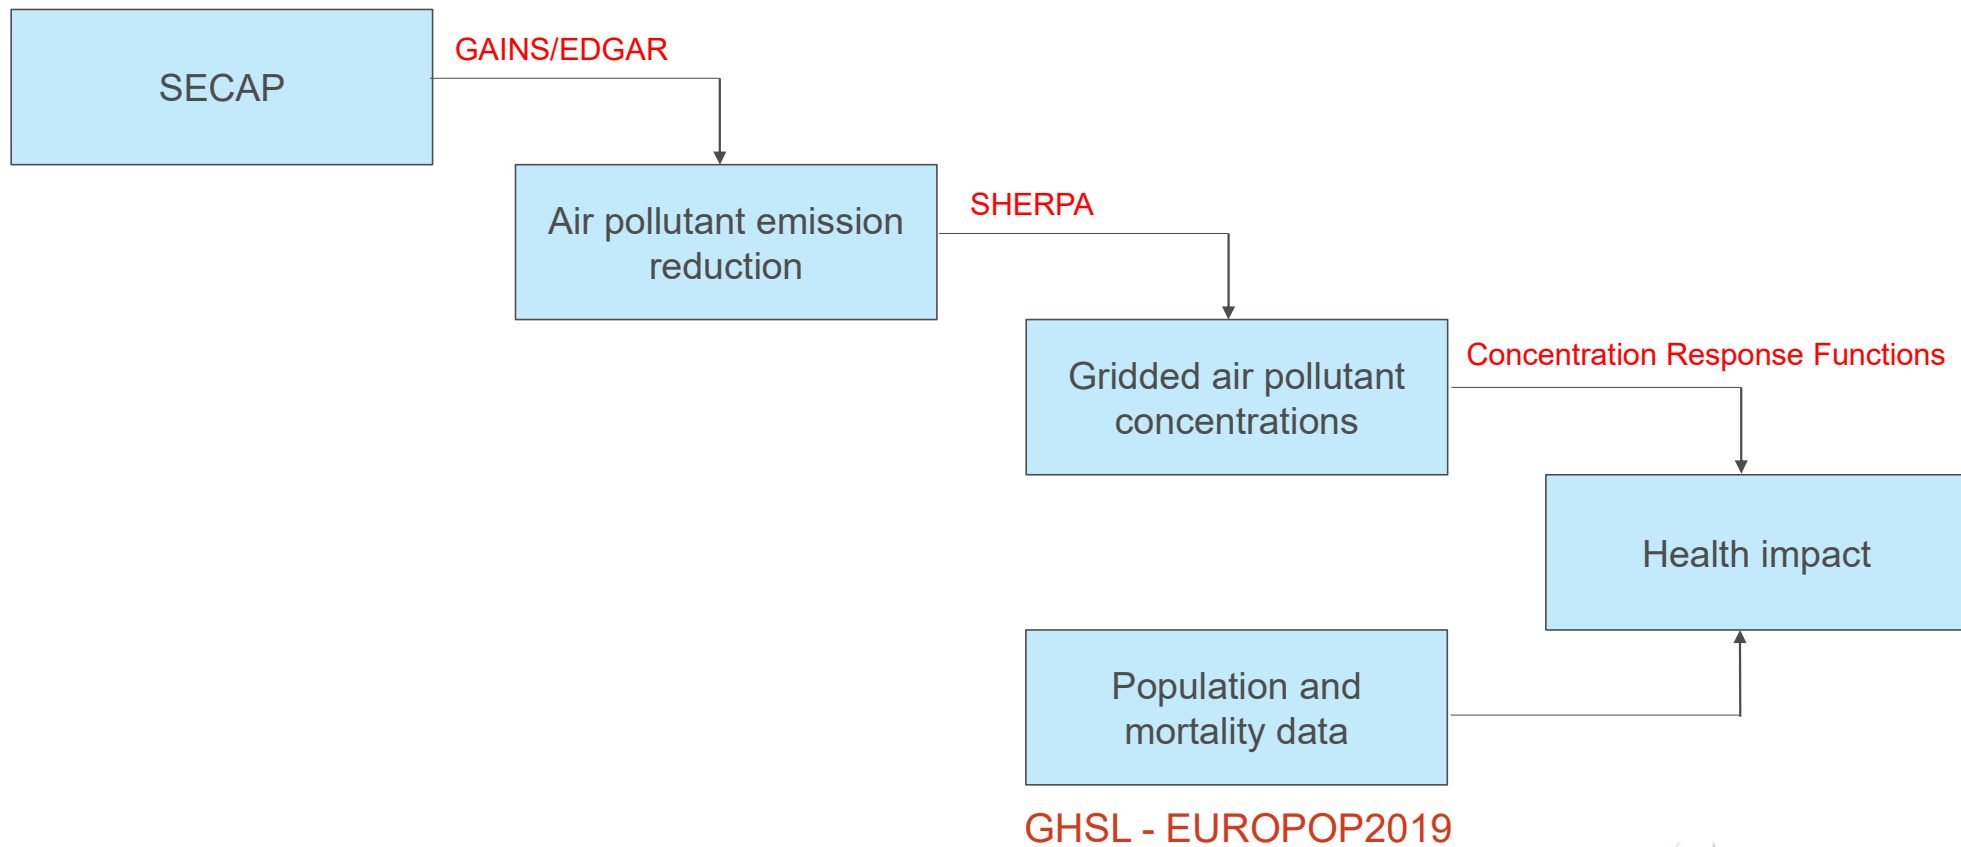 SECAP
GAINS/EDGAR
Air pollutant emission
reduction
SHERPA
Gridded air pollutant
concentrations
Concentration Response Functions
Health impact
Population and
mortality data
GHSL - EUROPOP2019